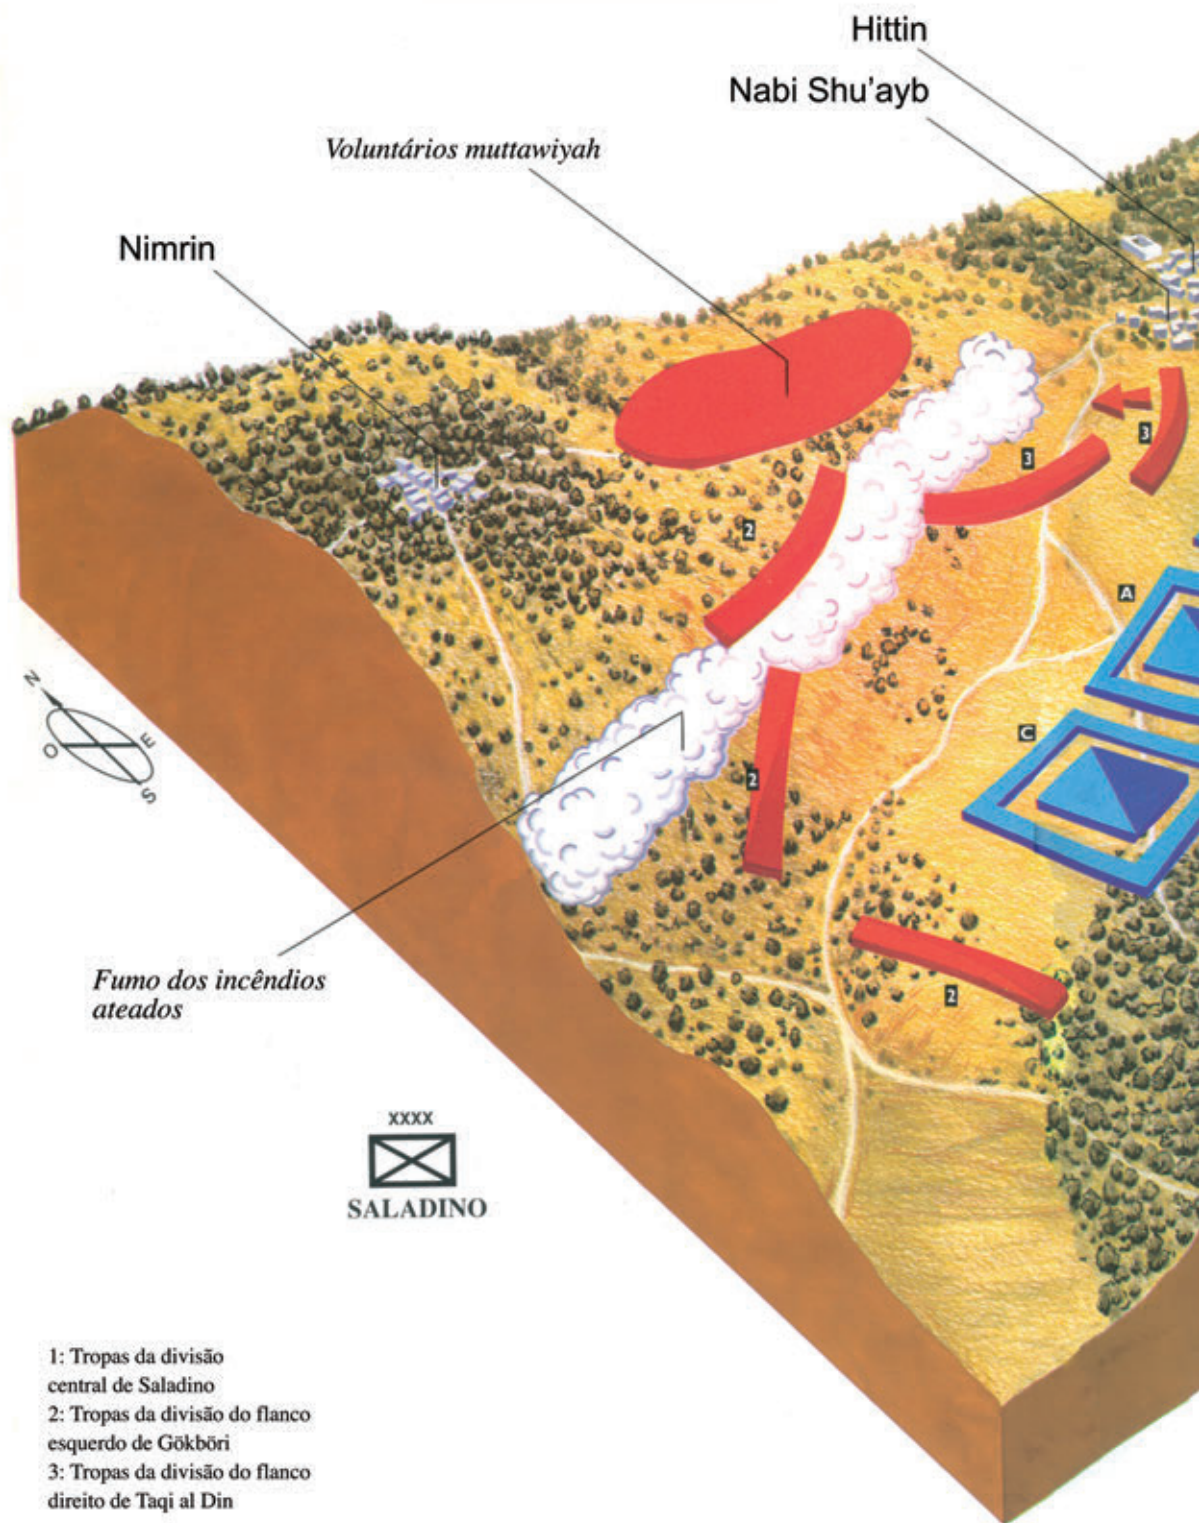 Hittin
Nabi Shu'ayb
Voluntários muttawiyah
Nimrin
3
3
2
A
N
O
E
S
C
2
Fumo dos incêndios
ateados
2
XXXX
SALADINO
1: Tropas da divisão
central de Saladino
2: Tropas da divisão do flanco
esquerdo de Gökböri
3: Tropas da divisão do flanco
direito de Taqi al Din